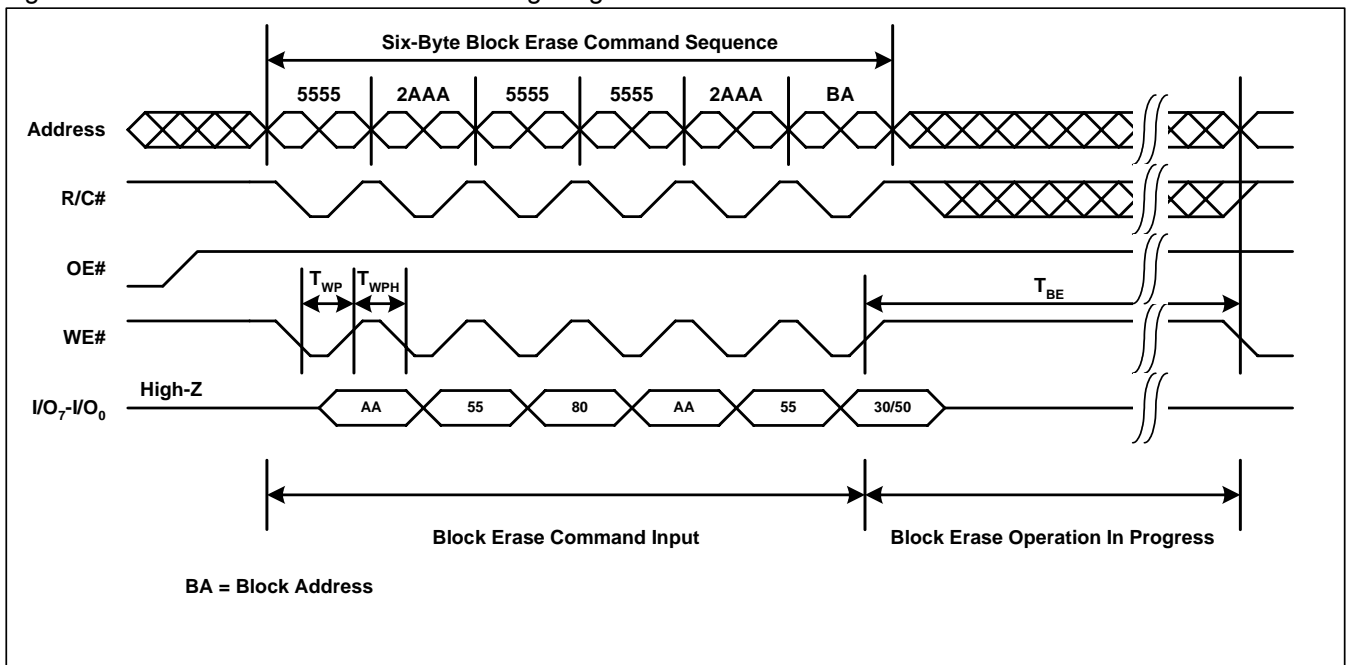 Six-Byte Block Erase Command Sequence
5555 2AAA 5555 5555 2AAA BA
Address
R/C#
OE#
TWP TWPH TBE
WE#
High-Z
I/O7-I/O0 AA 55 80 AA 55 30/50
Block Erase Command Input Block Erase Operation In Progress
BA = Block Address